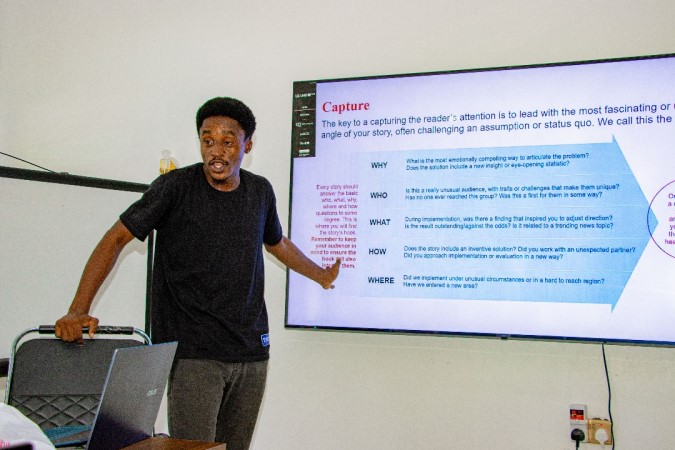 Capture
The key to a capturing the reader's attention is to lead with the most fascinating or
angle of your story, often challenging an assumption or status quo. We call this the
Every story should
answer the basic
who, what, why,
where and how
questions to some
degree. This is
where you will find
the story's hook.
Remember to keep
your audience in
mind to ensure the
hook will also
them.
WHY
What is the most emotionally compelling way to articulate the problem?
Does the solution include a new insight or eye-opening statistic?
WHO
Is this a really unusual audience, with traits or challenges that make them unique?
Has no one ever reached this group? Was this a first for them in some way?
WHAT
During implementation, was there a finding that inspired you to adjust direction?
Is the result outstanding/against the odds? Is it related to a trending news topic?
HOW
Does the story include an inventive solution? Did you work with an unexpected partner?
Did you approach implementation or evaluation in a new way?
WHERE
Did we implement under unusual circumstances or in a hard to reach region?
Have we entered a new area?